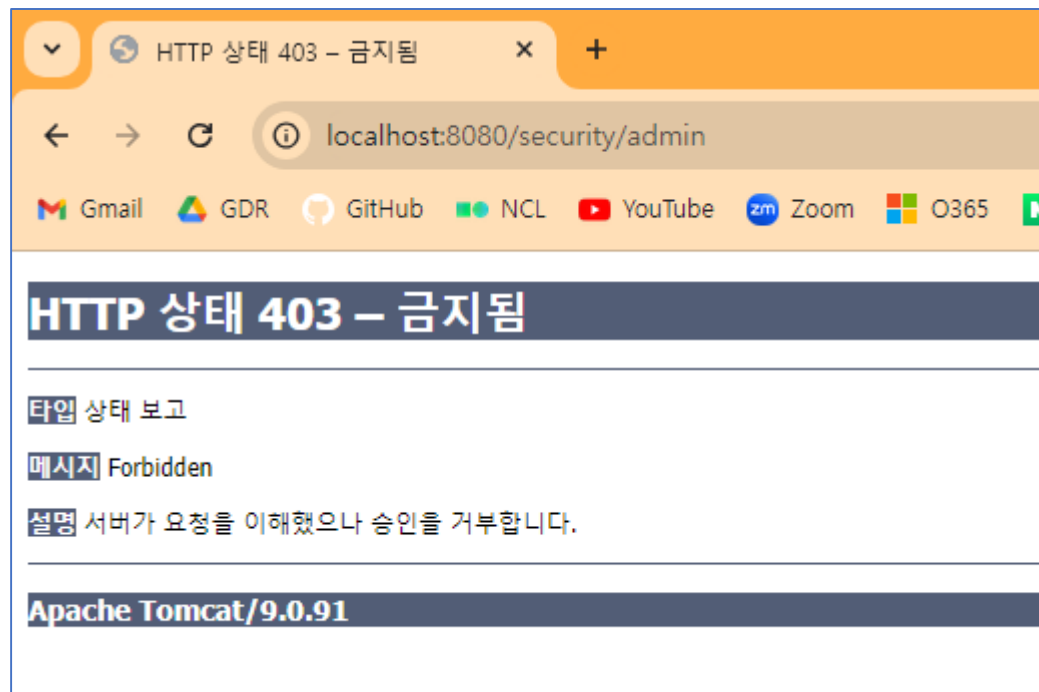 HTTP 상태 403 – 금지됨
localhost:8080/security/admin
Gmail GDR GitHub NCL YouTube zm Zoom O365
HTTP 상태 403 – 금지됨
타입 상태 보고
메시지 Forbidden
설명 서버가 요청을 이해했으나 승인을 거부합니다.
Apache Tomcat/9.0.91